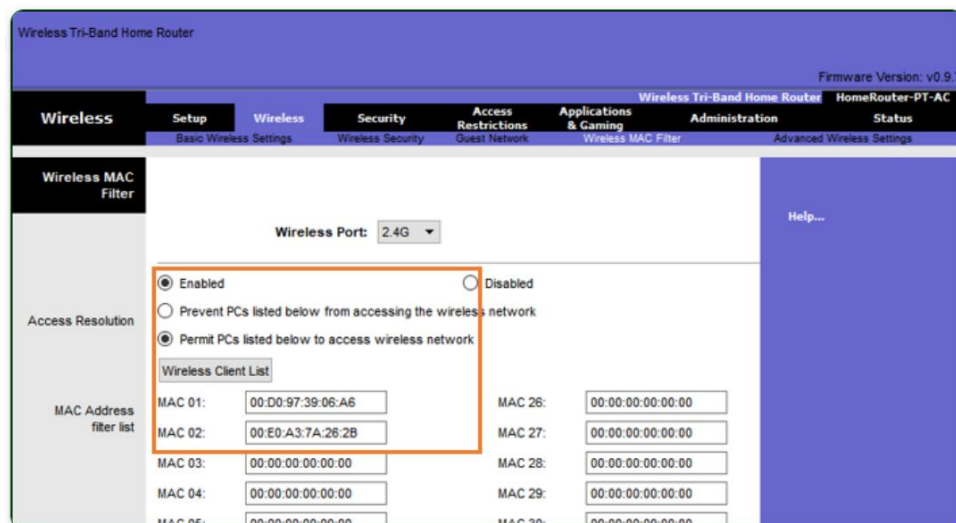 Wireless Tri-Band Home Router
Firmware Version: v0.9.
Wireless Tri-Band Home Router HomeRouter-PT-AC
Wireless Setup Wireless Security Access Restrictions Applications & Gaming Administration Status
Basic Wireless Settings Wireless Security Guest Network Wireless MAC Filter Advanced Wireless Settings
Wireless MAC Filter
Help...
Wireless Port: 2.4G
Enabled Disabled
Prevent PCs listed below from accessing the wireless network
Access Resolution
Permit PCs listed below to access wireless network
Wireless Client List
MAC Address filter list
MAC 01: 00:D0:97:39:06:A6 MAC 26: 00:00:00:00:00:00
MAC 02: 00:E0:A3:7A:26:2B MAC 27: 00:00:00:00:00:00
MAC 03: 00:00:00:00:00:00 MAC 28: 00:00:00:00:00:00
MAC 04: 00:00:00:00:00:00 MAC 29: 00:00:00:00:00:00